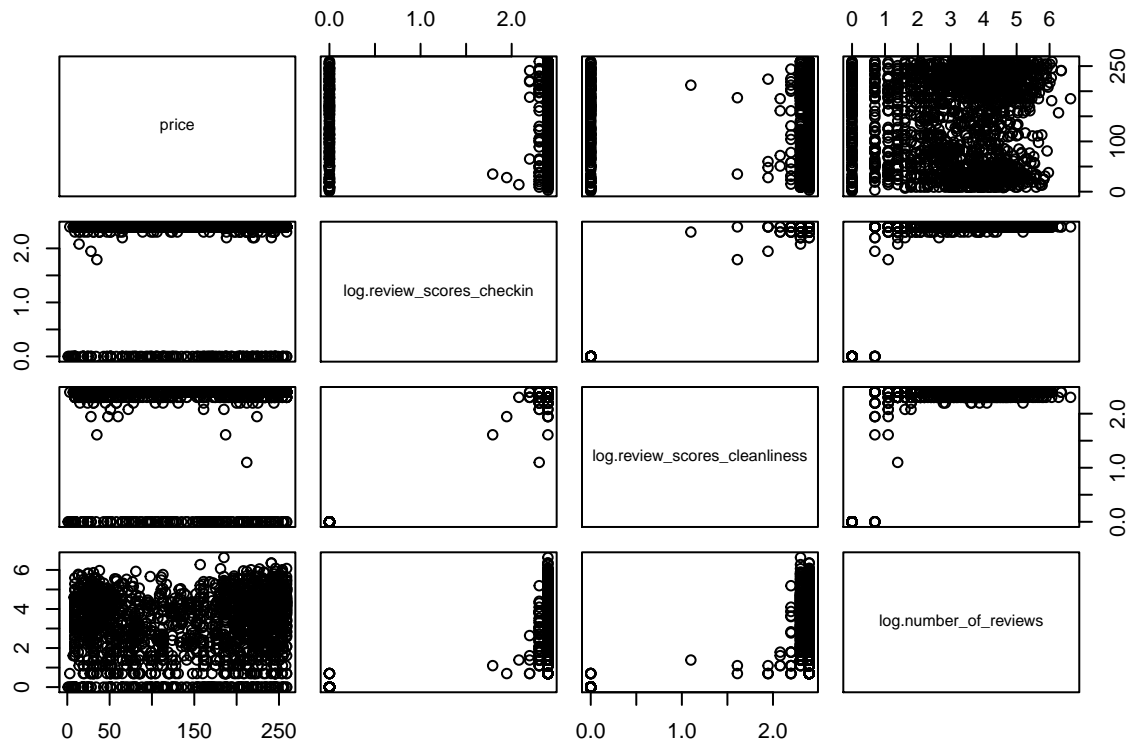 0.0 1.0 2.0 0 1 2 3 4 5 6
price
0 100 250
0.0 1.0 2.0
log.review_scores_checkin
log.review_scores_cleanliness
0.0 1.0 2.0
0 2 4 6
log.number_of_reviews
0 50 150 250 0.0 1.0 2.0